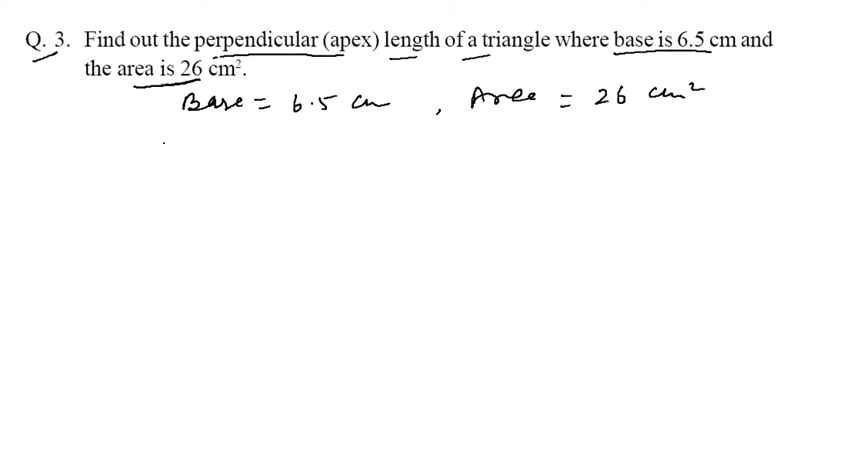 Q. 3. Find out the perpendicular (apex) length of a triangle where base is 6.5 cm and
the area is 26 cm².
Base = 6.5 cm , Area = 26 cm²